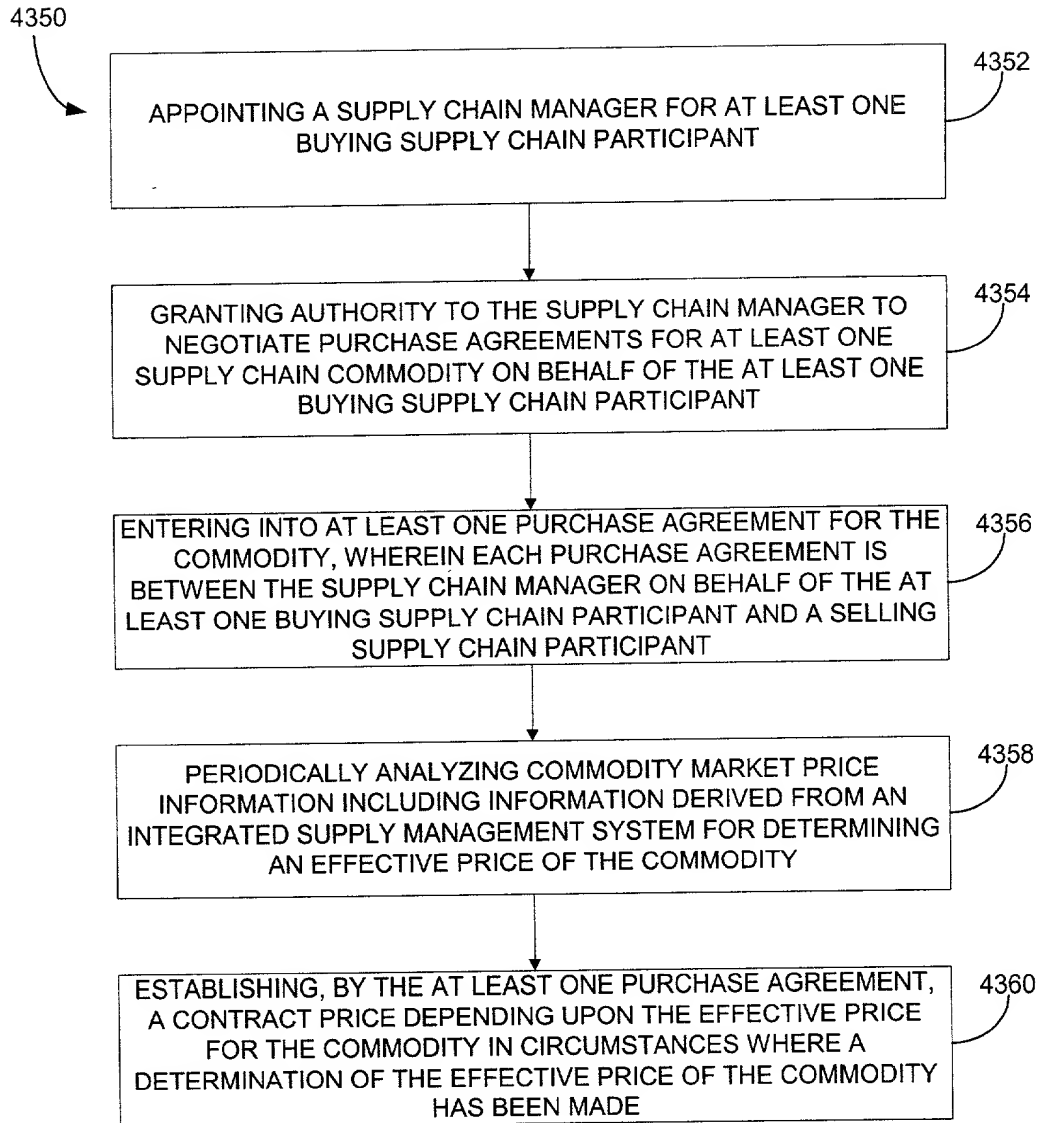 4350
4352
APPOINTING A SUPPLY CHAIN MANAGER FOR AT LEAST ONE
BUYING SUPPLY CHAIN PARTICIPANT
4354
GRANTING AUTHORITY TO THE SUPPLY CHAIN MANAGER TO
NEGOTIATE PURCHASE AGREEMENTS FOR AT LEAST ONE
SUPPLY CHAIN COMMODITY ON BEHALF OF THE AT LEAST ONE
BUYING SUPPLY CHAIN PARTICIPANT
4356
ENTERING INTO AT LEAST ONE PURCHASE AGREEMENT FOR THE
COMMODITY, WHEREIN EACH PURCHASE AGREEMENT IS
BETWEEN THE SUPPLY CHAIN MANAGER ON BEHALF OF THE AT
LEAST ONE BUYING SUPPLY CHAIN PARTICIPANT AND A SELLING
SUPPLY CHAIN PARTICIPANT
4358
PERIODICALLY ANALYZING COMMODITY MARKET PRICE
INFORMATION INCLUDING INFORMATION DERIVED FROM AN
INTEGRATED SUPPLY MANAGEMENT SYSTEM FOR DETERMINING
AN EFFECTIVE PRICE OF THE COMMODITY
4360
ESTABLISHING, BY THE AT LEAST ONE PURCHASE AGREEMENT,
A CONTRACT PRICE DEPENDING UPON THE EFFECTIVE PRICE
FOR THE COMMODITY IN CIRCUMSTANCES WHERE A
DETERMINATION OF THE EFFECTIVE PRICE OF THE COMMODITY
HAS BEEN MADE